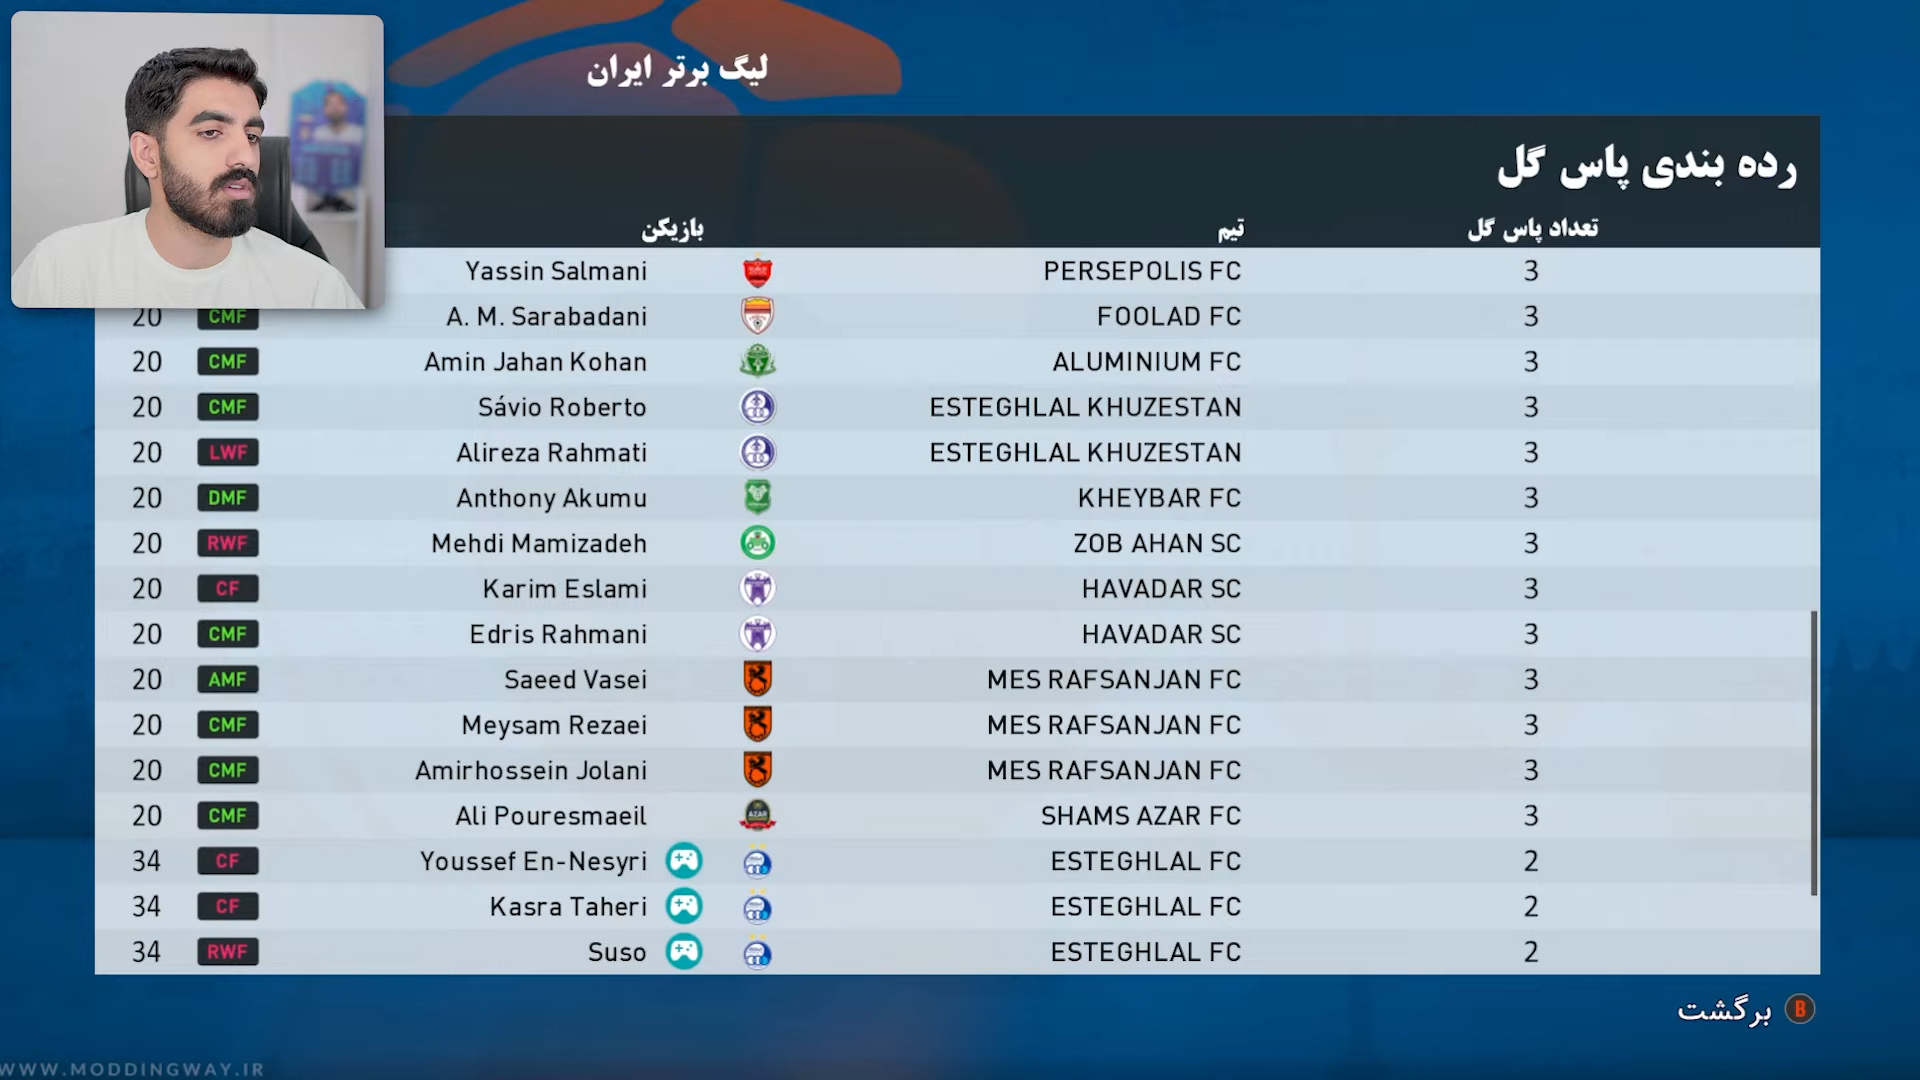 لیگ برتر ایران
رده بندی پاس گل
بازیکن تیم تعداد پاس گل
Yassin Salmani PERSEPOLIS FC 3
20 CMF A. M. Sarabadani FOOLAD FC 3
20 CMF Amin Jahan Kohan ALUMINIUM FC 3
20 CMF Sávio Roberto ESTEGHLAL KHUZESTAN 3
20 LWF Alireza Rahmati ESTEGHLAL KHUZESTAN 3
20 DMF Anthony Akumu KHEYBAR FC 3
20 RWF Mehdi Mamizadeh ZOB AHAN SC 3
20 CF Karim Eslami HAVADAR SC 3
20 CMF Edris Rahmani HAVADAR SC 3
20 AMF Saeed Vasei MES RAFSANJAN FC 3
20 CMF Meysam Rezaei MES RAFSANJAN FC 3
20 CMF Amirhossein Jolani MES RAFSANJAN FC 3
20 CMF Ali Pouresmaeil SHAMS AZAR FC 3
34 CF Youssef En-Nesyri ESTEGHLAL FC 2
34 CF Kasra Taheri ESTEGHLAL FC 2
34 RWF Suso ESTEGHLAL FC 2
برگشت B
WWW.MODDINGWAY.IR